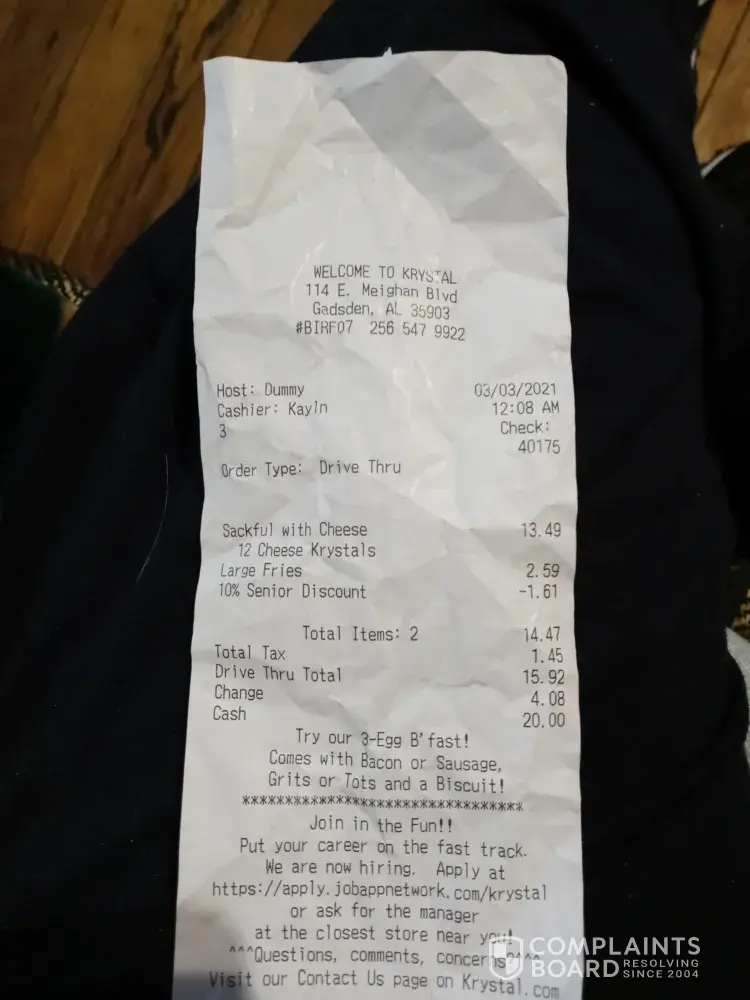 WELCOME TO KRYSTAL
114 E. Meighan Blvd
Gadsden, AL 35903
#BIRF07 256 547 9922
Host: Dummy 03/03/2021
Cashier: Kayln 12:08 AM
3 Check:
40175
Order Type: Drive Thru
Sackful with Cheese 13.49
12 Cheese Krystals
Large Fries 2.59
10% Senior Discount -1.61
Total Items: 2 14.47
Total Tax 1.45
Drive Thru Total 15.92
Change 4.08
Cash 20.00
Try our 3-Egg B'fast!
Comes with Bacon or Sausage,
Grits or Tots and a Biscuit!
*********************************
Join in the Fun!!
Put your career on the fast track.
We are now hiring. Apply at
https://apply.jobappnetwork.com/krystal
or ask for the manager
at the closest store near you!
^^^Questions, comments, concerns?^^^
Visit our Contact Us page on Krystal.com
COMPLAINTS
BOARD RESOLVING
SINCE 2004